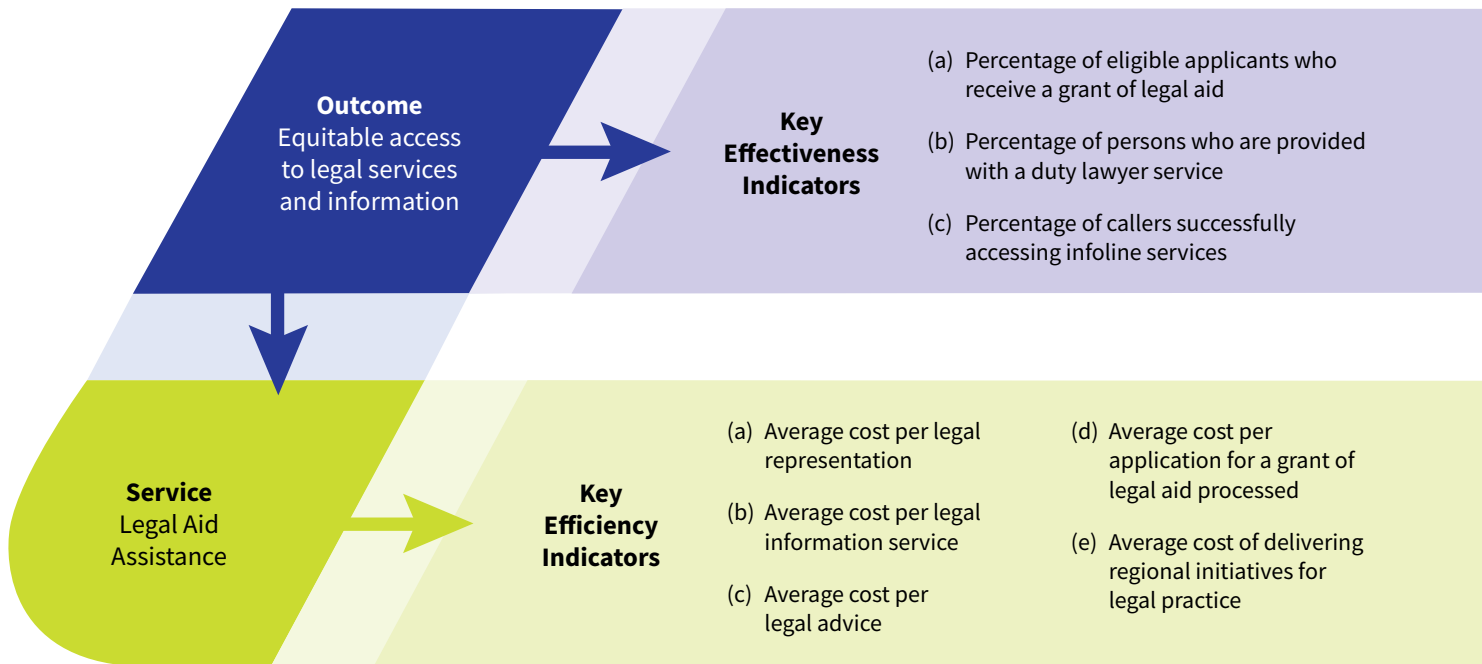 Outcome
Equitable access
to legal services
and information
Key
Effectiveness
Indicators
(a) Percentage of eligible applicants who
receive a grant of legal aid
(b) Percentage of persons who are provided
with a duty lawyer service
(c) Percentage of callers successfully
accessing infoline services
Service
Legal Aid
Assistance
Key
Efficiency
Indicators
(a) Average cost per legal
representation
(b) Average cost per legal
information service
(c) Average cost per
legal advice
(d) Average cost per
application for a grant of
legal aid processed
(e) Average cost of delivering
regional initiatives for
legal practice